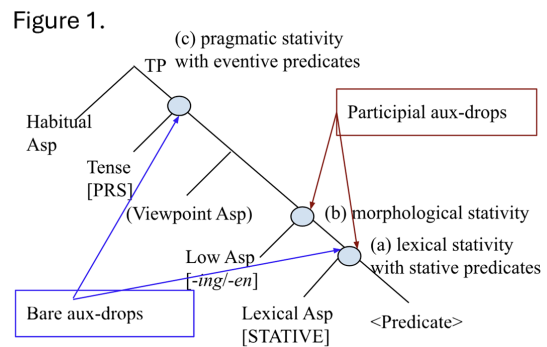 Figure 1.
(c) pragmatic stativity
TP
with eventive predicates
Habitual
Asp
Participial aux-drops
Tense
[PRS]
(Viewpoint Asp)
(b) morphological stativity
(a) lexical stativity
with stative predicates
Low Asp
[-ing/-en]
Bare aux-drops
Lexical Asp
[STATIVE]
<Predicate>